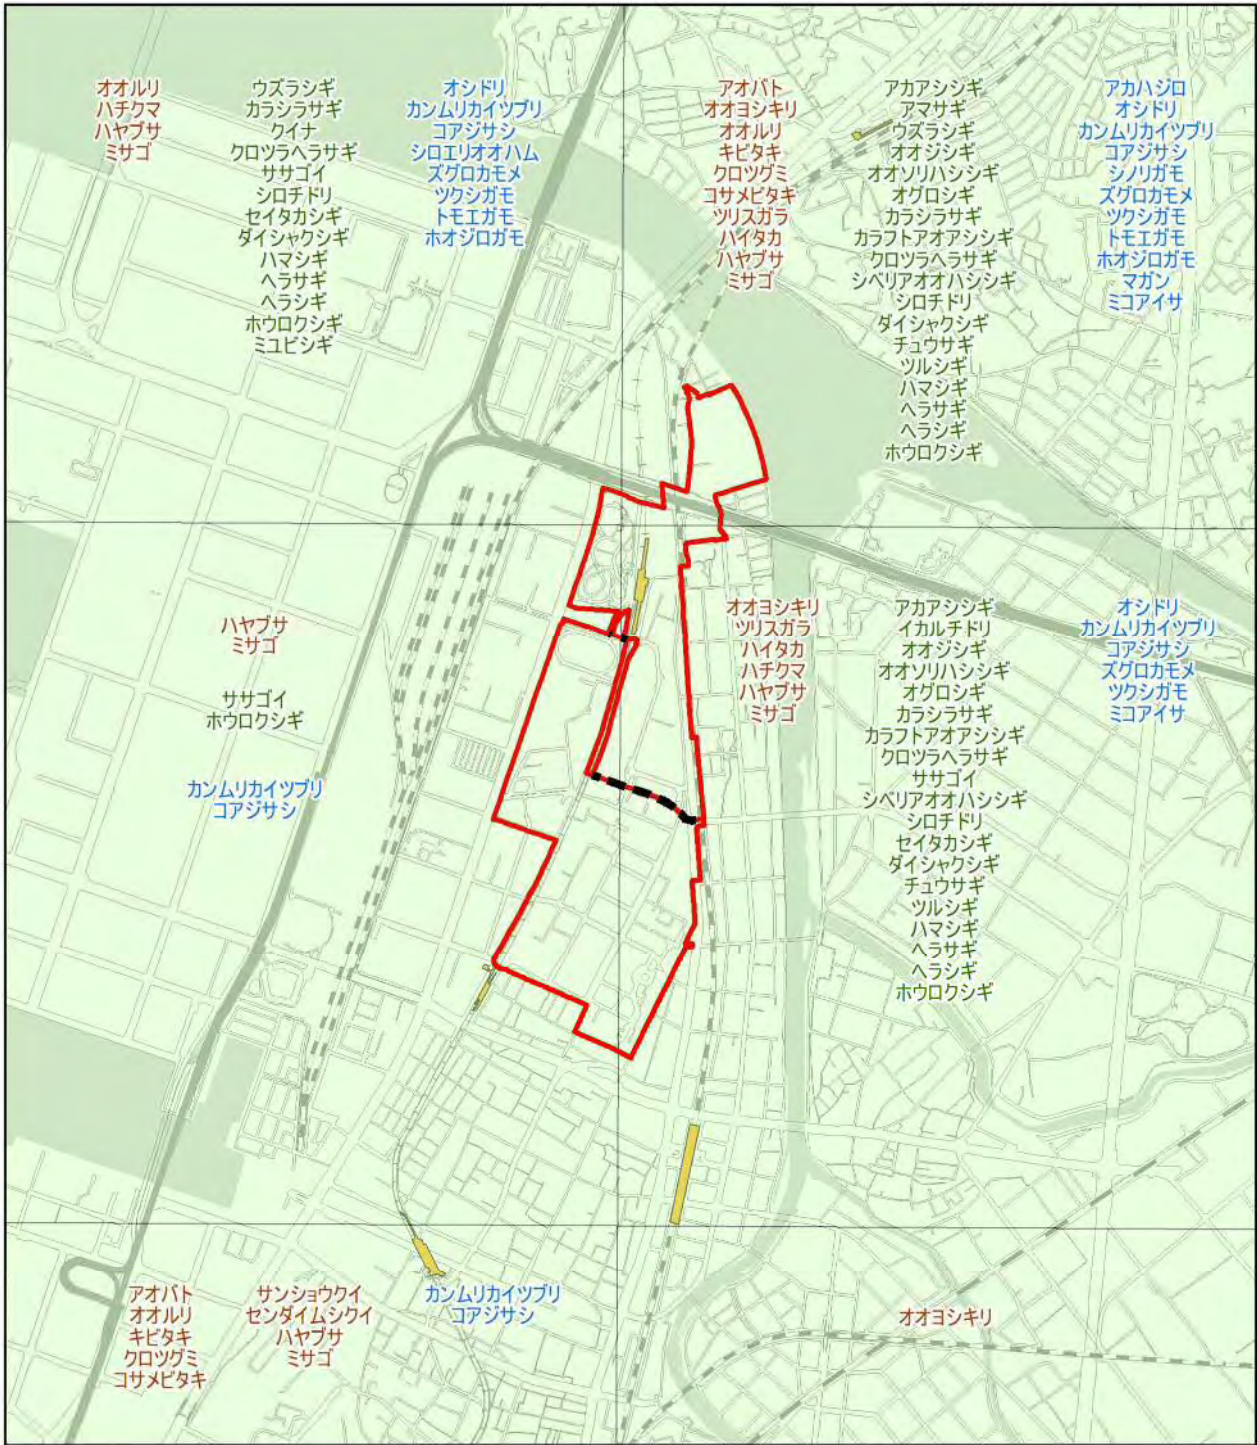 オオルリ
ハチクマ
ハヤブサ
ミサゴ
ウズラシギ
カラシラサギ
クイナ
クロツラヘラサギ
ササゴイ
シロチドリ
セイタカシギ
ダイシャクシギ
ハマシギ
ヘラサギ
ヘラシギ
ホウロクシギ
ミユビシギ
オシドリ
カンムリカイツブリ
コアジサシ
シロエリオオハム
ズグロカモメ
ツクシガモ
トモエガモ
ホオジロガモ
アオバト
オオヨシキリ
オオルリ
キビタキ
クロツグミ
コサメビタキ
ツリスガラ
ハイタカ
ハヤブサ
ミサゴ
アカアシシギ
アマサギ
ウズラシギ
オオジシギ
オオソリハシシギ
オグロシギ
カラシラサギ
カラフトアオアシシギ
クロツラヘラサギ
シベリアオオハシシギ
シロチドリ
ダイシャクシギ
チュウサギ
ツルシギ
ハマシギ
ヘラサギ
ヘラシギ
ホウロクシギ
アカハジロ
オシドリ
カンムリカイツブリ
コアジサシ
シノリガモ
ズグロカモメ
ツクシガモ
トモエガモ
ホオジロガモ
マガン
ミコアイサ
ハヤブサ
ミサゴ
ササゴイ
ホウロクシギ
カンムリカイツブリ
コアジサシ
オオヨシキリ
ツリスガラ
ハイタカ
ハチクマ
ハヤブサ
ミサゴ
アカアシシギ
イカルチドリ
オオジシギ
オオソリハシシギ
オグロシギ
カラシラサギ
カラフトアオアシシギ
クロツラヘラサギ
ササゴイ
シベリアオオハシシギ
シロチドリ
セイタカシギ
ダイシャクシギ
チュウサギ
ツルシギ
ハマシギ
ヘラサギ
ヘラシギ
ホウロクシギ
オシドリ
カンムリカイツブリ
コアジサシ
ズグロカモメ
ツクシガモ
ミコアイサ
アオバト
オオルリ
キビタキ
クロツグミ
コサメビタキ
サンショウクイ
センダイムシクイ
ハヤブサ
ミサゴ
カンムリカイツブリ
コアジサシ
オオヨシキリ